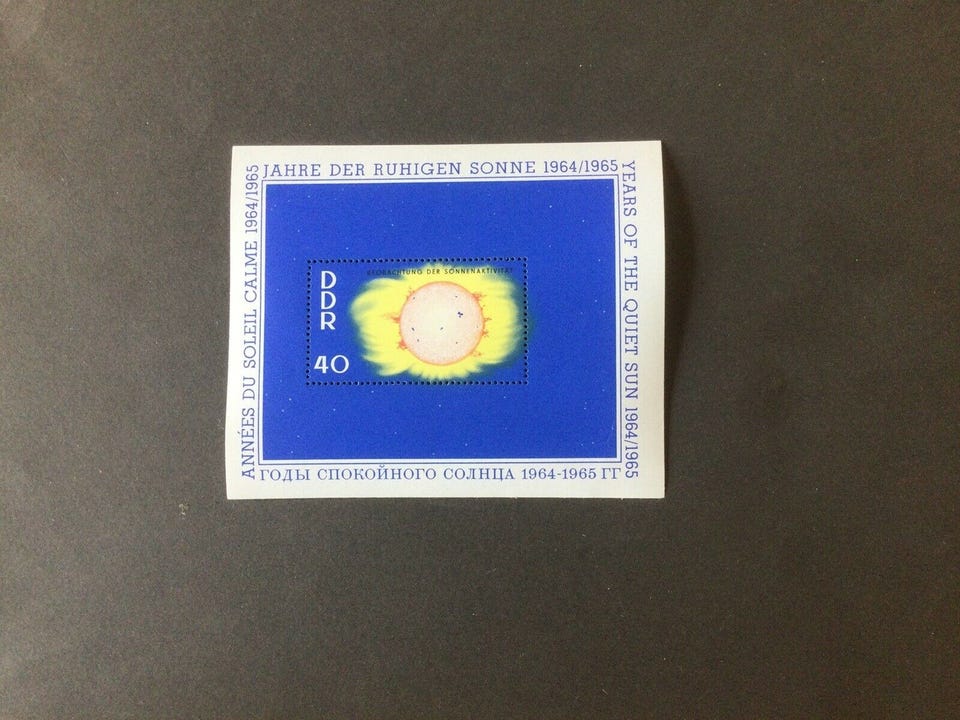 JAHRE DER RUHIGEN SONNE 1964/1965
YEARS OF THE QUIET SUN 1964/1965
ГОДЫ СПОКОЙНОГО СОЛНЦА 1964-1965 ГГ
ANNÉES DU SOLEIL CALME 1964/1965
BEOBACHTUNG DER SONNENAKTIVITÄT
DDR
40